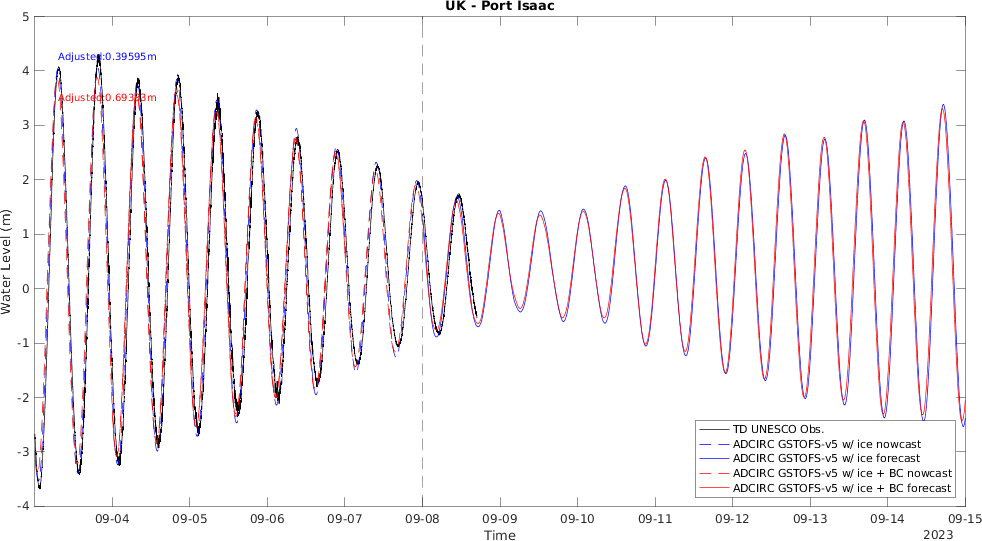 UK - Port Isaac
5
Adjusted:0.39595m
4
Adjusted:0.69333m
3
2
1
0
-1
-2
-3
-4
Water Level (m)
TD UNESCO Obs.
ADCIRC GSTOFS-v5 w/ ice nowcast
ADCIRC GSTOFS-v5 w/ ice forecast
ADCIRC GSTOFS-v5 w/ ice + BC nowcast
ADCIRC GSTOFS-v5 w/ ice + BC forecast
09-04 09-05 09-06 09-07 09-08 09-09 09-10 09-11 09-12 09-13 09-14 09-15
Time
2023